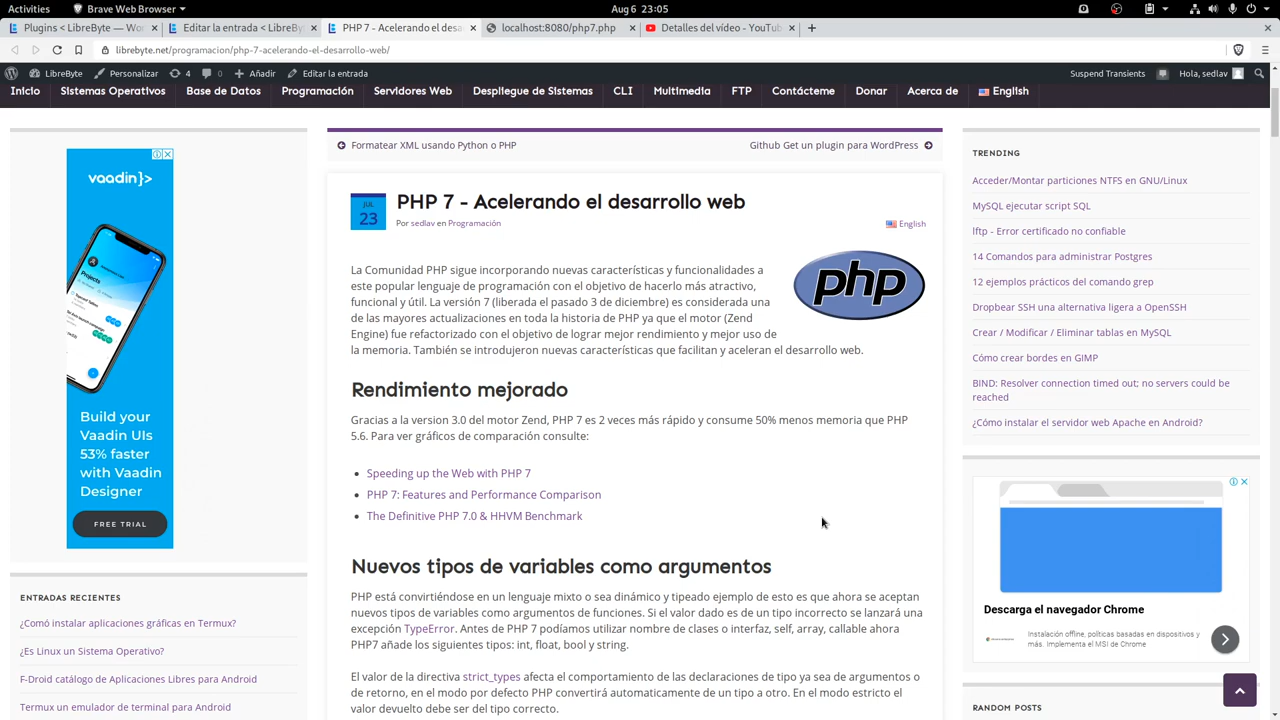 Activities
Brave Web Browser
Aug 6 23:05
Plugins < LibreByte — Woo
Editar la entrada < LibreBy
PHP 7 - Acelerando el desa
localhost:8080/php7.php
Detalles del vídeo - YouTub
librebyte.net/programacion/php-7-acelerando-el-desarrollo-web/
LibreByte
Personalizar
4
0
Añadir
Editar la entrada
Suspend Transients
Hola, sedlav
Inicio
Sistemas Operativos
Base de Datos
Programación
Servidores Web
Despliegue de Sistemas
CLI
Multimedia
FTP
Contácteme
Donar
Acerca de
English
vaadin}>
Projects
Build your
Vaadin UIs
53% faster
with Vaadin
Designer
FREE TRIAL
ENTRADAS RECIENTES
¿Comó instalar aplicaciones gráficas en Termux?
¿Es Linux un Sistema Operativo?
F-Droid catálogo de Aplicaciones Libres para Android
Termux un emulador de terminal para Android
Formatear XML usando Python o PHP
Github Get un plugin para WordPress
JUL
23
PHP 7 - Acelerando el desarrollo web
Por sedlav en Programación
English
php
La Comunidad PHP sigue incorporando nuevas características y funcionalidades a
este popular lenguaje de programación con el objetivo de hacerlo más atractivo,
funcional y útil. La versión 7 (liberada el pasado 3 de diciembre) es considerada una
de las mayores actualizaciones en toda la historia de PHP ya que el motor (Zend
Engine) fue refactorizado con el objetivo de lograr mejor rendimiento y mejor uso de
la memoria. También se introdujeron nuevas características que facilitan y aceleran el desarrollo web.
Rendimiento mejorado
Gracias a la version 3.0 del motor Zend, PHP 7 es 2 veces más rápido y consume 50% menos memoria que PHP
5.6. Para ver gráficos de comparación consulte:
Speeding up the Web with PHP 7
PHP 7: Features and Performance Comparison
The Definitive PHP 7.0 & HHVM Benchmark
Nuevos tipos de variables como argumentos
PHP está convirtiéndose en un lenguaje mixto o sea dinámico y tipeado ejemplo de esto es que ahora se aceptan
nuevos tipos de variables como argumentos de funciones. Si el valor dado es de un tipo incorrecto se lanzará una
excepción TypeError. Antes de PHP 7 podíamos utilizar nombre de clases o interfaz, self, array, callable ahora
PHP7 añade los siguientes tipos: int, float, bool y string.
El valor de la directiva strict_types afecta el comportamiento de las declaraciones de tipo ya sea de argumentos o
de retorno, en el modo por defecto PHP convertirá automaticamente de un tipo a otro. En el modo estricto el
valor devuelto debe ser del tipo correcto.
TRENDING
Acceder/Montar particiones NTFS en GNU/Linux
MySQL ejecutar script SQL
lftp - Error certificado no confiable
14 Comandos para administrar Postgres
12 ejemplos prácticos del comando grep
Dropbear SSH una alternativa ligera a OpenSSH
Crear / Modificar / Eliminar tablas en MySQL
Cómo crear bordes en GIMP
BIND: Resolver connection timed out; no servers could be
reached
¿Cómo instalar el servidor web Apache en Android?
Descarga el navegador Chrome
Instalación offline, políticas basadas en dispositivos y
más. Implementa el MSI de Chrome
RANDOM POSTS